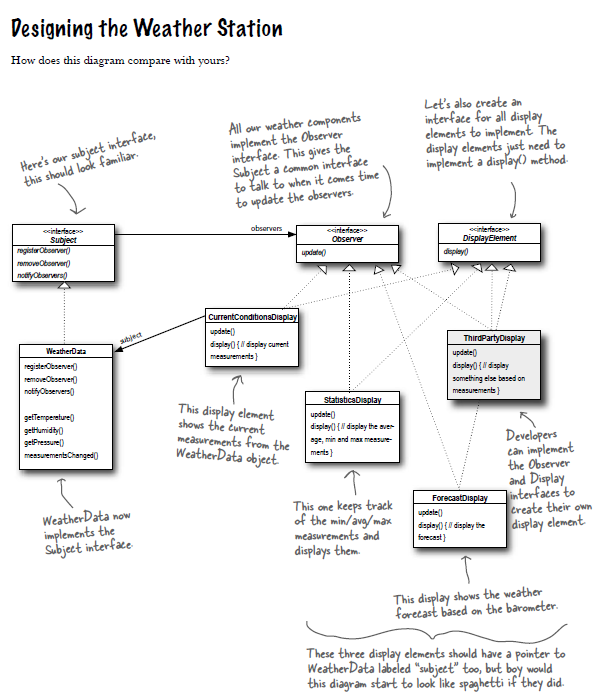 Designing the Weather Station
How does this diagram compare with yours?
Here's our subject interface,
this should look familiar.
All our weather components
implement the Observer
interface. This gives the
Subject a common interface
to talk to when it comes time
to update the observers.
Let's also create an
interface for all display
elements to implement. The
display elements just need to
implement a display() method.
<<interface>>
Subject
registerObserver()
removeObserver()
notifyObservers()
observers
<<interface>>
Observer
update()
<<interface>>
DisplayElement
display()
subject
WeatherData
registerObserver()
removeObserver()
notifyObservers()
getTemperature()
getHumidity()
getPressure()
measurementsChanged()
CurrentConditionsDisplay
update()
display() { // display current
measurements }
StatisticsDisplay
update()
display() { // display the aver-
age, min and max measure-
ments }
ThirdPartyDisplay
update()
display() { // display
something else based on
measurements }
ForecastDisplay
update()
display() { // display the
forecast }
This display element
shows the current
measurements from the
WeatherData object.
WeatherData now
implements the
Subject interface.
This one keeps track
of the min/avg/max
measurements and
displays them.
Developers
can implement
the Observer
and Display
interfaces to
create their own
display element.
This display shows the weather
forecast based on the barometer.
These three display elements should have a pointer to
WeatherData labeled "subject" too, but boy would
this diagram start to look like spaghetti if they did.